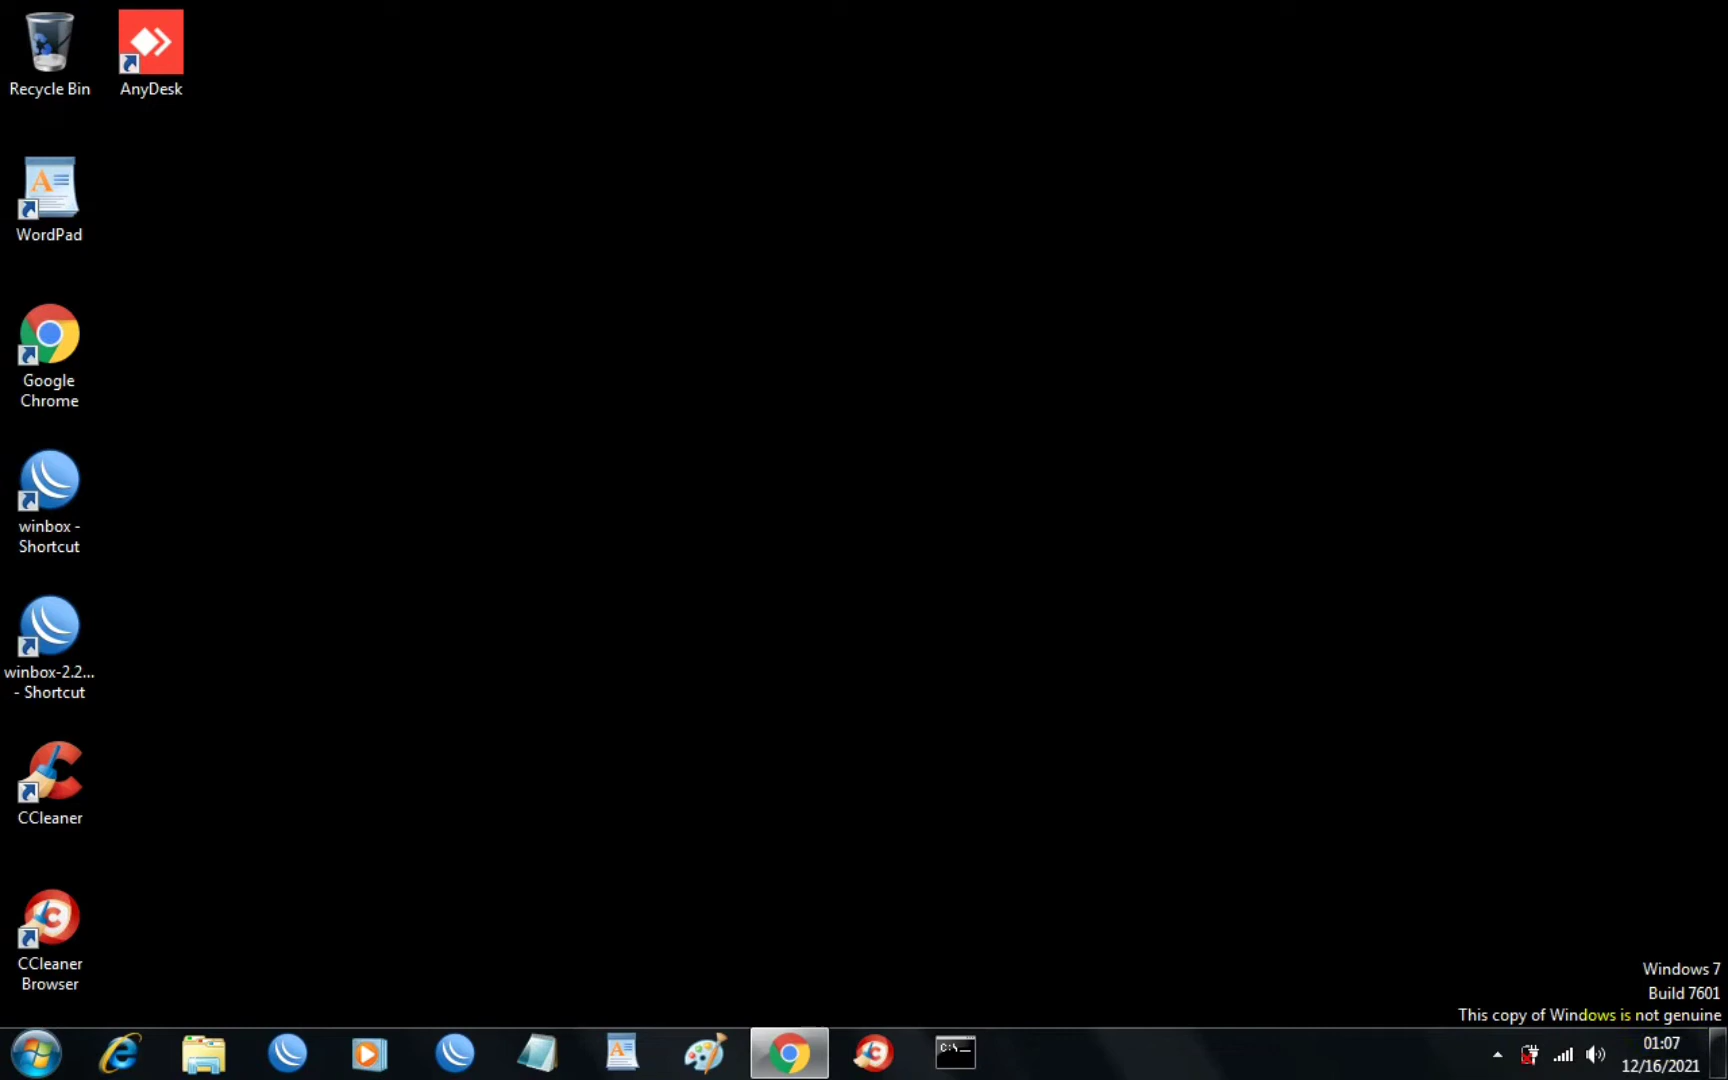 Recycle Bin
AnyDesk
WordPad
Google
Chrome
winbox -
Shortcut
winbox-2.2...
- Shortcut
CCleaner
CCleaner
Browser
Windows 7
Build 7601
This copy of Windows is not genuine
C:\_
01:07
12/16/2021